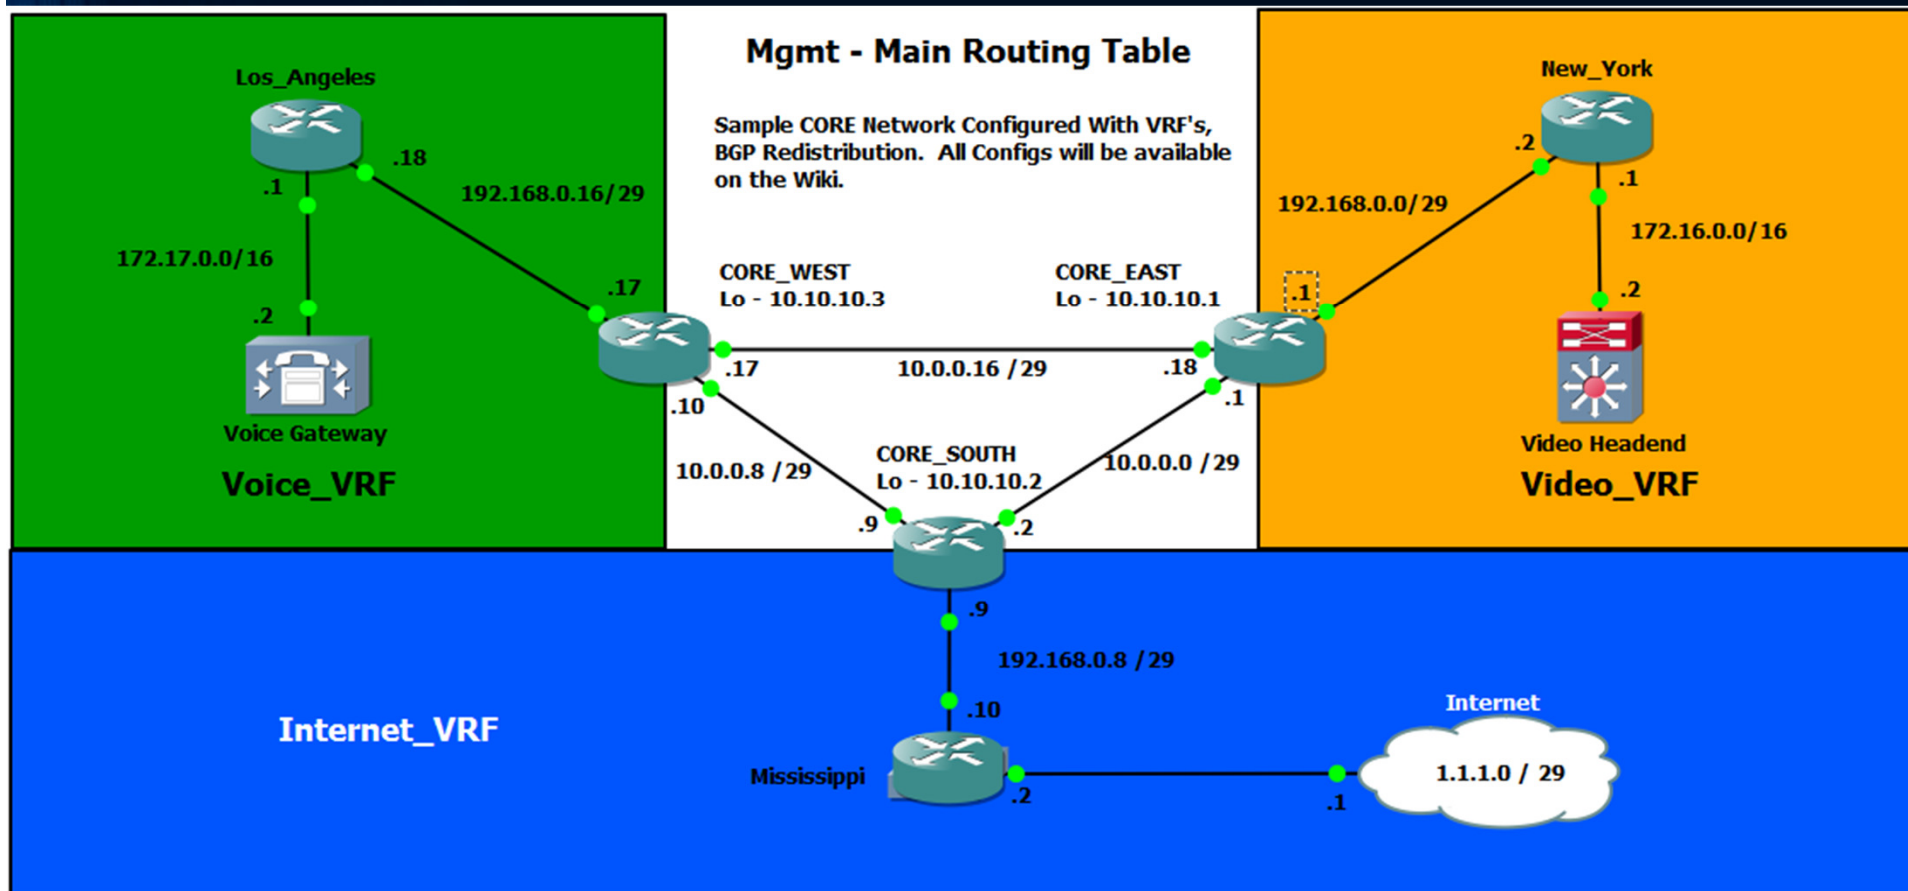 Mgmt - Main Routing Table
Sample CORE Network Configured With VRF's,
BGP Redistribution.  All Configs will be available
on the Wiki.
Los_Angeles
.18
.1
192.168.0.16/29
172.17.0.0/16
.17
.2
Voice Gateway
Voice_VRF
CORE_WEST
Lo - 10.10.10.3
.17
10.0.0.16 /29
.18
.10
.1
10.0.0.8 /29
CORE_EAST
Lo - 10.10.10.1
CORE_SOUTH
Lo - 10.10.10.2
10.0.0.0 /29
.9
.2
New_York
.2
.1
192.168.0.0/29
172.16.0.0/16
.1
.2
Video Headend
Video_VRF
.9
192.168.0.8 /29
.10
Internet_VRF
Mississippi
.2
.1
Internet
1.1.1.0 / 29